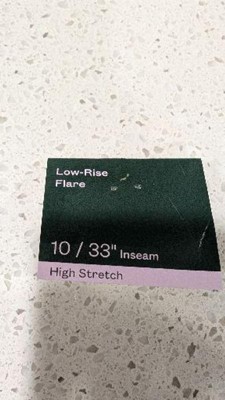 Low-Rise
Flare
10 / 33" Inseam
High Stretch